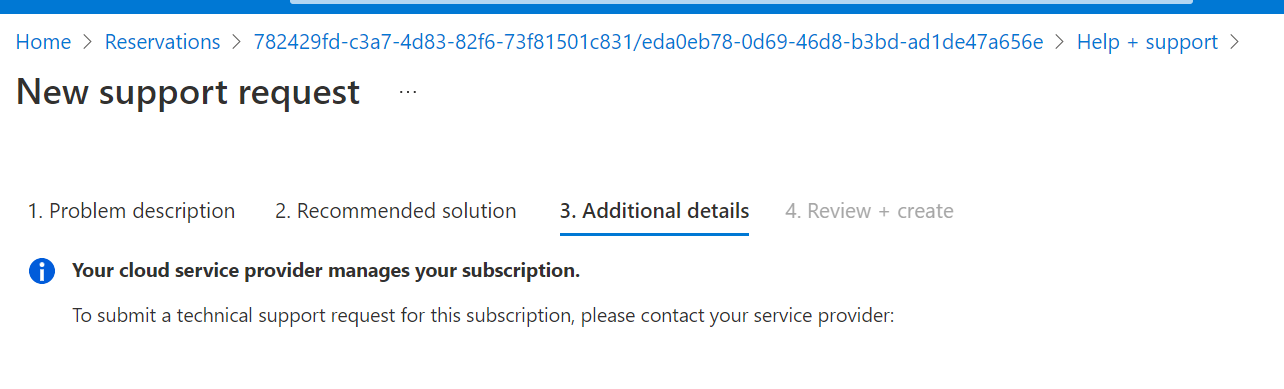 Home > Reservations > 782429fd-c3a7-4d83-82f6-73f81501c831/eda0eb78-0d69-46d8-b3bd-ad1de47a656e > Help + support >
New support request ...
1. Problem description 2. Recommended solution 3. Additional details 4. Review + create
Your cloud service provider manages your subscription.
To submit a technical support request for this subscription, please contact your service provider: